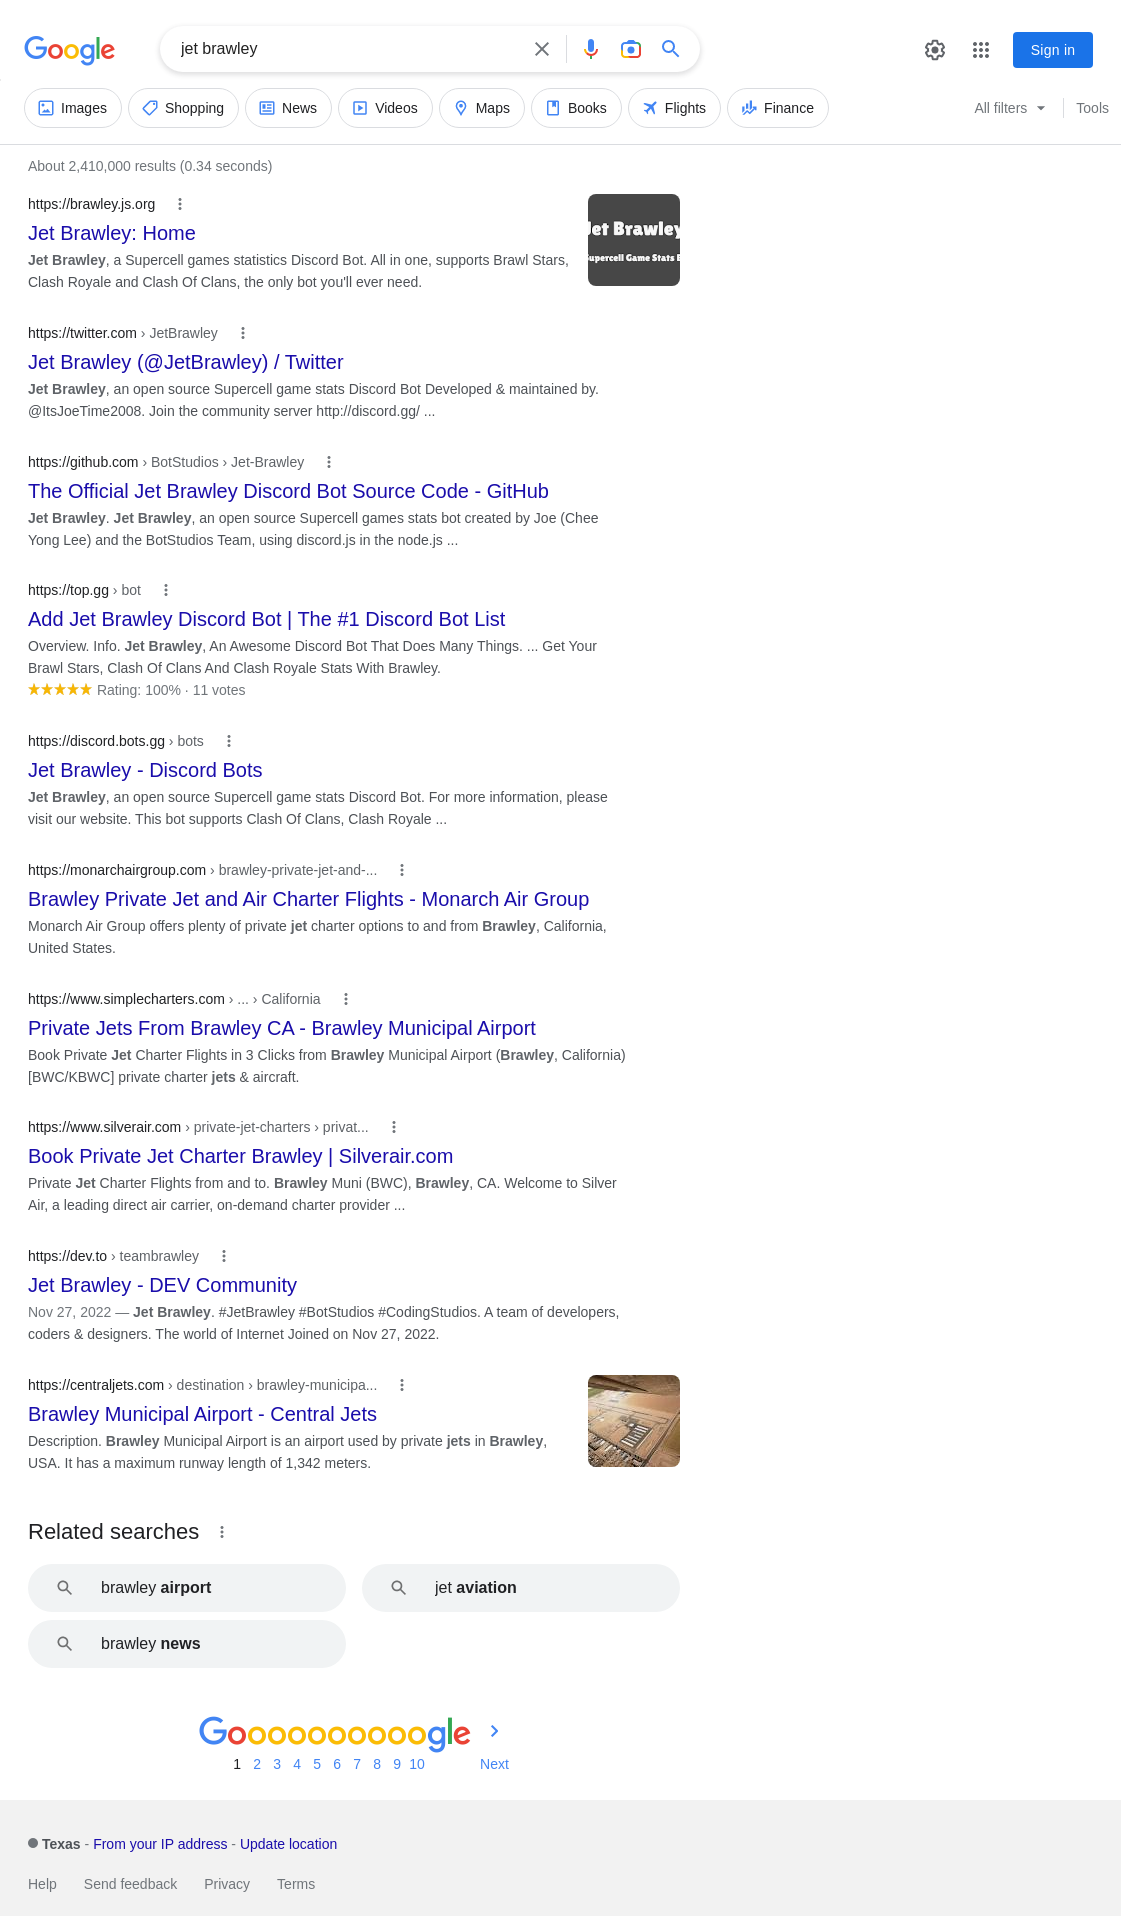 Google
jet brawley
Sign in
Images
Shopping
News
Videos
Maps
Books
Flights
Finance
All filters
Tools
About 2,410,000 results (0.34 seconds)
https://brawley.js.org
Jet Brawley: Home
Jet Brawley, a Supercell games statistics Discord Bot. All in one, supports Brawl Stars,
Clash Royale and Clash Of Clans, the only bot you'll ever need.
Jet Brawley
Supercell Game Stats B
https://twitter.com › JetBrawley
Jet Brawley (@JetBrawley) / Twitter
Jet Brawley, an open source Supercell game stats Discord Bot Developed & maintained by.
@ItsJoeTime2008. Join the community server http://discord.gg/ ...
https://github.com › BotStudios › Jet-Brawley
The Official Jet Brawley Discord Bot Source Code - GitHub
Jet Brawley. Jet Brawley, an open source Supercell games stats bot created by Joe (Chee
Yong Lee) and the BotStudios Team, using discord.js in the node.js ...
https://top.gg › bot
Add Jet Brawley Discord Bot | The #1 Discord Bot List
Overview. Info. Jet Brawley, An Awesome Discord Bot That Does Many Things. ... Get Your
Brawl Stars, Clash Of Clans And Clash Royale Stats With Brawley.
Rating: 100% · 11 votes
https://discord.bots.gg › bots
Jet Brawley - Discord Bots
Jet Brawley, an open source Supercell game stats Discord Bot. For more information, please
visit our website. This bot supports Clash Of Clans, Clash Royale ...
https://monarchairgroup.com › brawley-private-jet-and-...
Brawley Private Jet and Air Charter Flights - Monarch Air Group
Monarch Air Group offers plenty of private jet charter options to and from Brawley, California,
United States.
https://www.simplecharters.com › ... › California
Private Jets From Brawley CA - Brawley Municipal Airport
Book Private Jet Charter Flights in 3 Clicks from Brawley Municipal Airport (Brawley, California)
[BWC/KBWC] private charter jets & aircraft.
https://www.silverair.com › private-jet-charters › privat...
Book Private Jet Charter Brawley | Silverair.com
Private Jet Charter Flights from and to. Brawley Muni (BWC), Brawley, CA. Welcome to Silver
Air, a leading direct air carrier, on-demand charter provider ...
https://dev.to › teambrawley
Jet Brawley - DEV Community
Nov 27, 2022 — Jet Brawley. #JetBrawley #BotStudios #CodingStudios. A team of developers,
coders & designers. The world of Internet Joined on Nov 27, 2022.
https://centraljets.com › destination › brawley-municipa...
Brawley Municipal Airport - Central Jets
Description. Brawley Municipal Airport is an airport used by private jets in Brawley,
USA. It has a maximum runway length of 1,342 meters.
Related searches
brawley airport
jet aviation
brawley news
Goooooooooogle
1 2 3 4 5 6 7 8 9 10 Next
Texas - From your IP address - Update location
Help Send feedback Privacy Terms